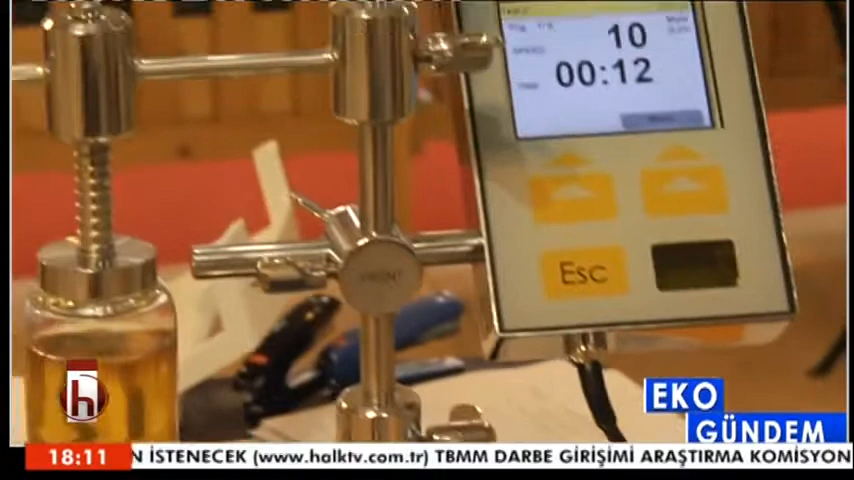 10
00:12
Esc
h
EKO
GÜNDEM
18:11
N İSTENECEK (www.halktv.com.tr) TBMM DARBE GİRİŞİMİ ARAŞTIRMA KOMİSYON